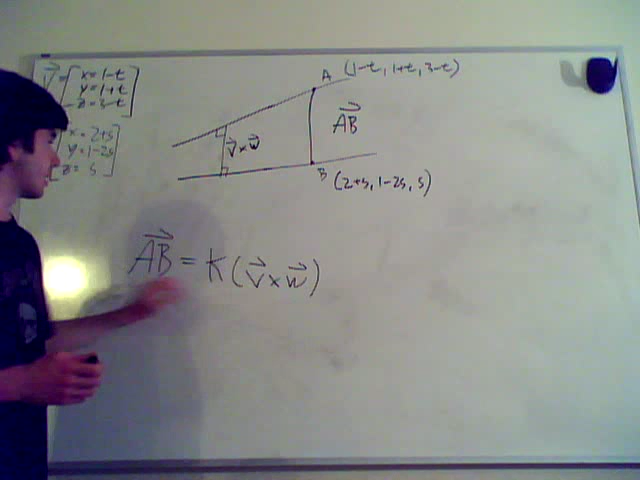 V⃗ = [x = 1-t
y = 1+t
z = 3-t]
x = 2+s
y = 1-2s
z = s
A (1-t, 1+t, 3-t)
AB⃗
v⃗ × w⃗
B (2+s, 1-2s, s)
AB⃗ = k(v⃗ × w⃗)